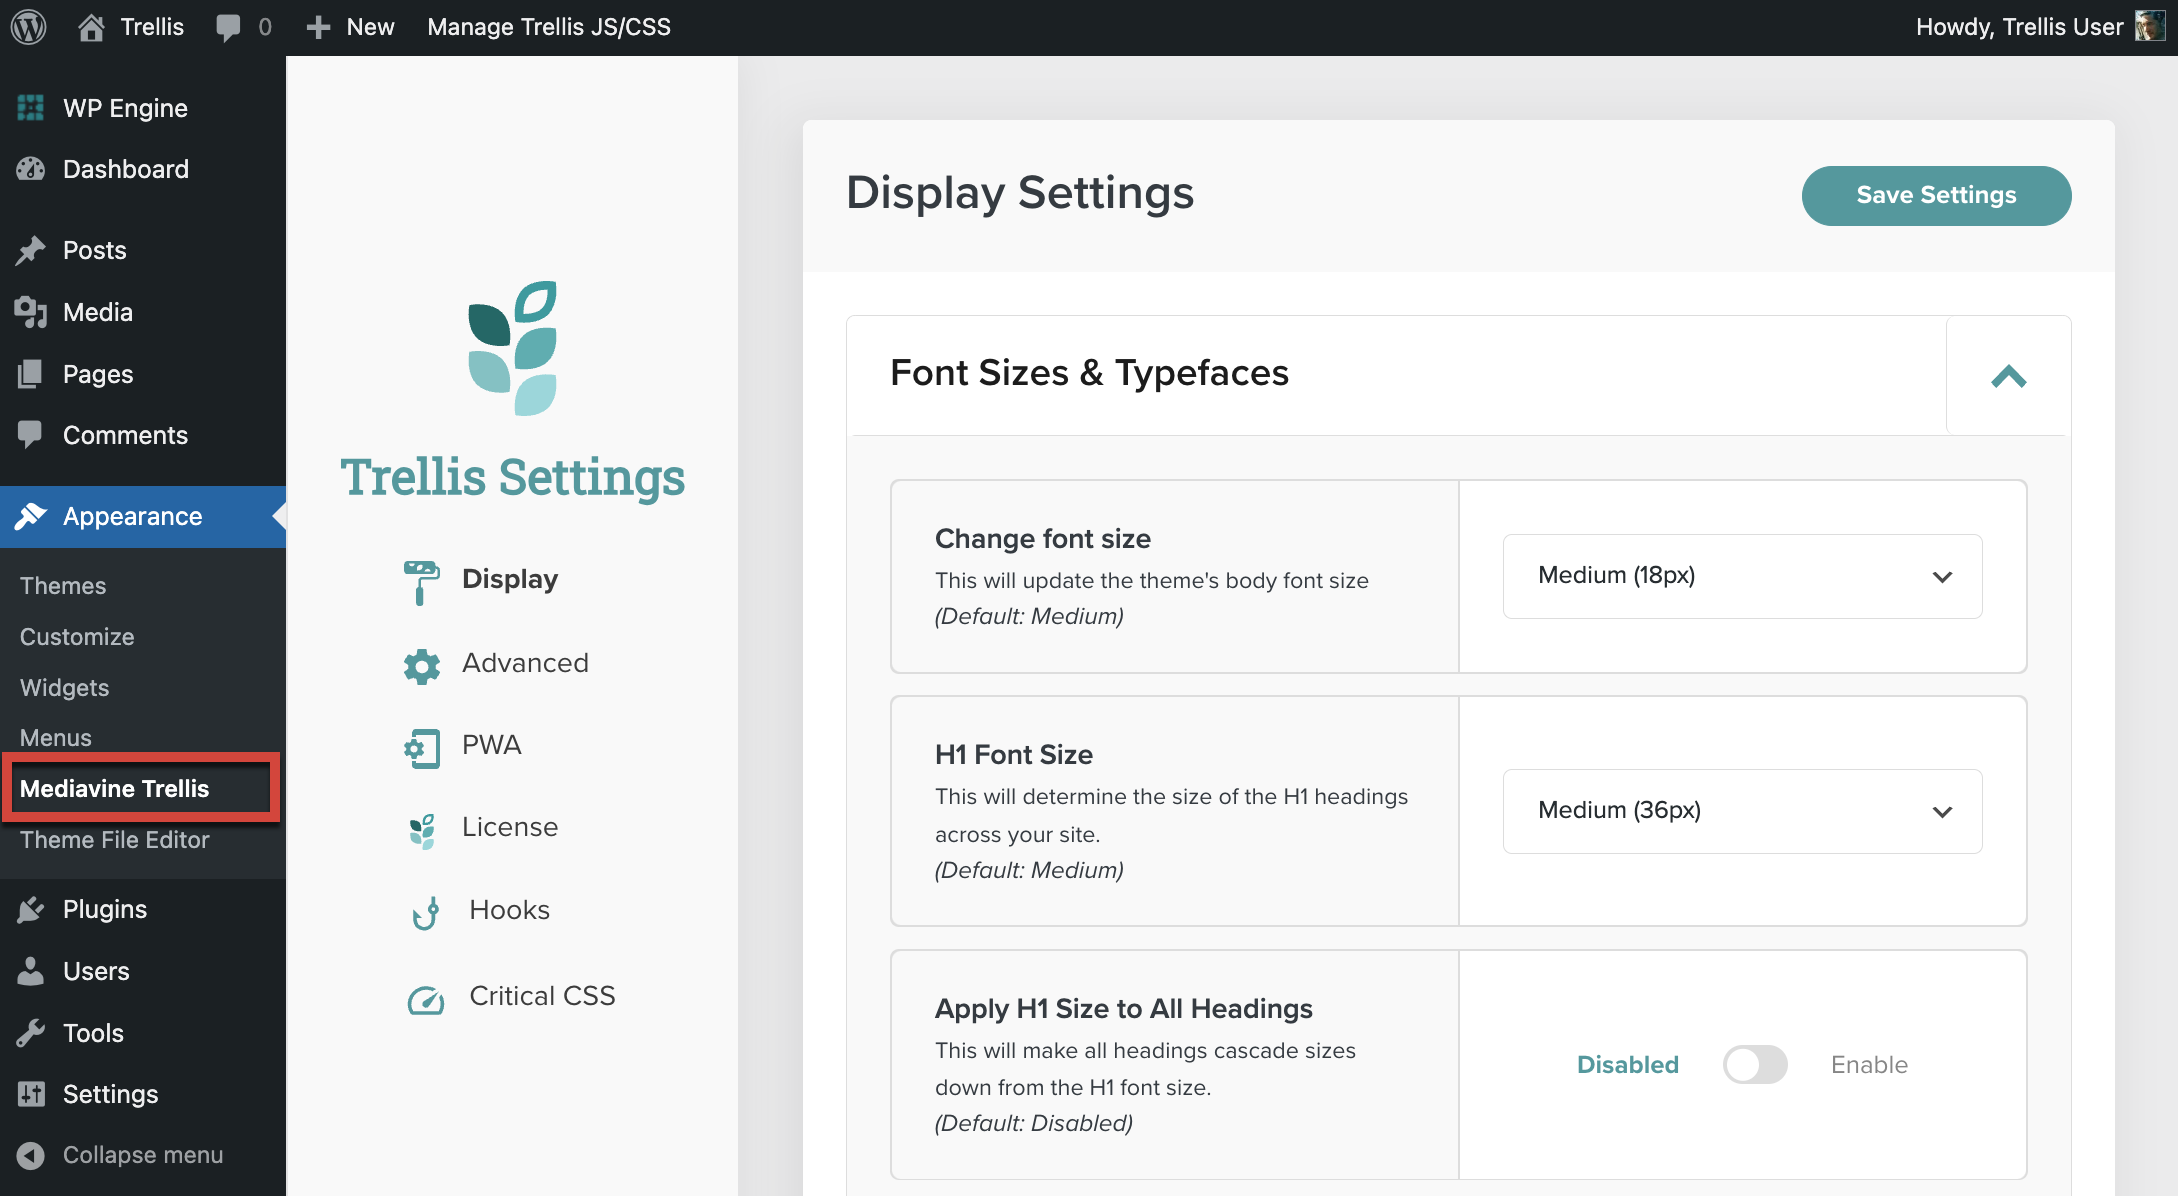 Trellis
0
New
Manage Trellis JS/CSS
Howdy, Trellis User
WP Engine
Dashboard
Posts
Media
Pages
Comments
Appearance
Themes
Customize
Widgets
Menus
Mediavine Trellis
Theme File Editor
Plugins
Users
Tools
Settings
Collapse menu
Trellis Settings
Display
Advanced
PWA
License
Hooks
Critical CSS
Display Settings
Save Settings
Font Sizes & Typefaces
Change font size
This will update the theme's body font size
(Default: Medium)
Medium (18px)
H1 Font Size
This will determine the size of the H1 headings
across your site.
(Default: Medium)
Medium (36px)
Apply H1 Size to All Headings
This will make all headings cascade sizes
down from the H1 font size.
(Default: Disabled)
Disabled
Enable